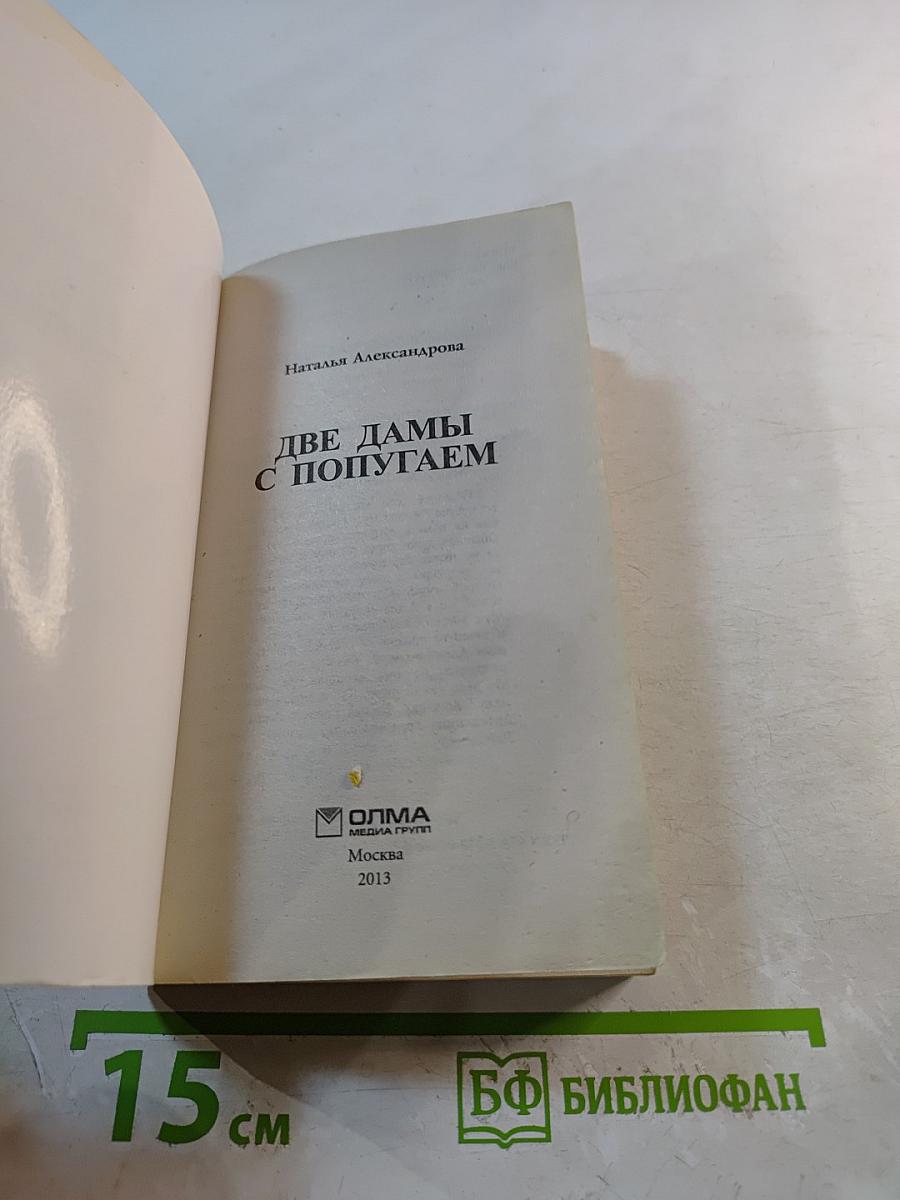 Наталья Александрова
ДВЕ ДАМЫ
С ПОПУГАЕМ
ОЛМА
МЕДИА ГРУПП
Москва
2013
15 см
БФ БИБЛИОФАН